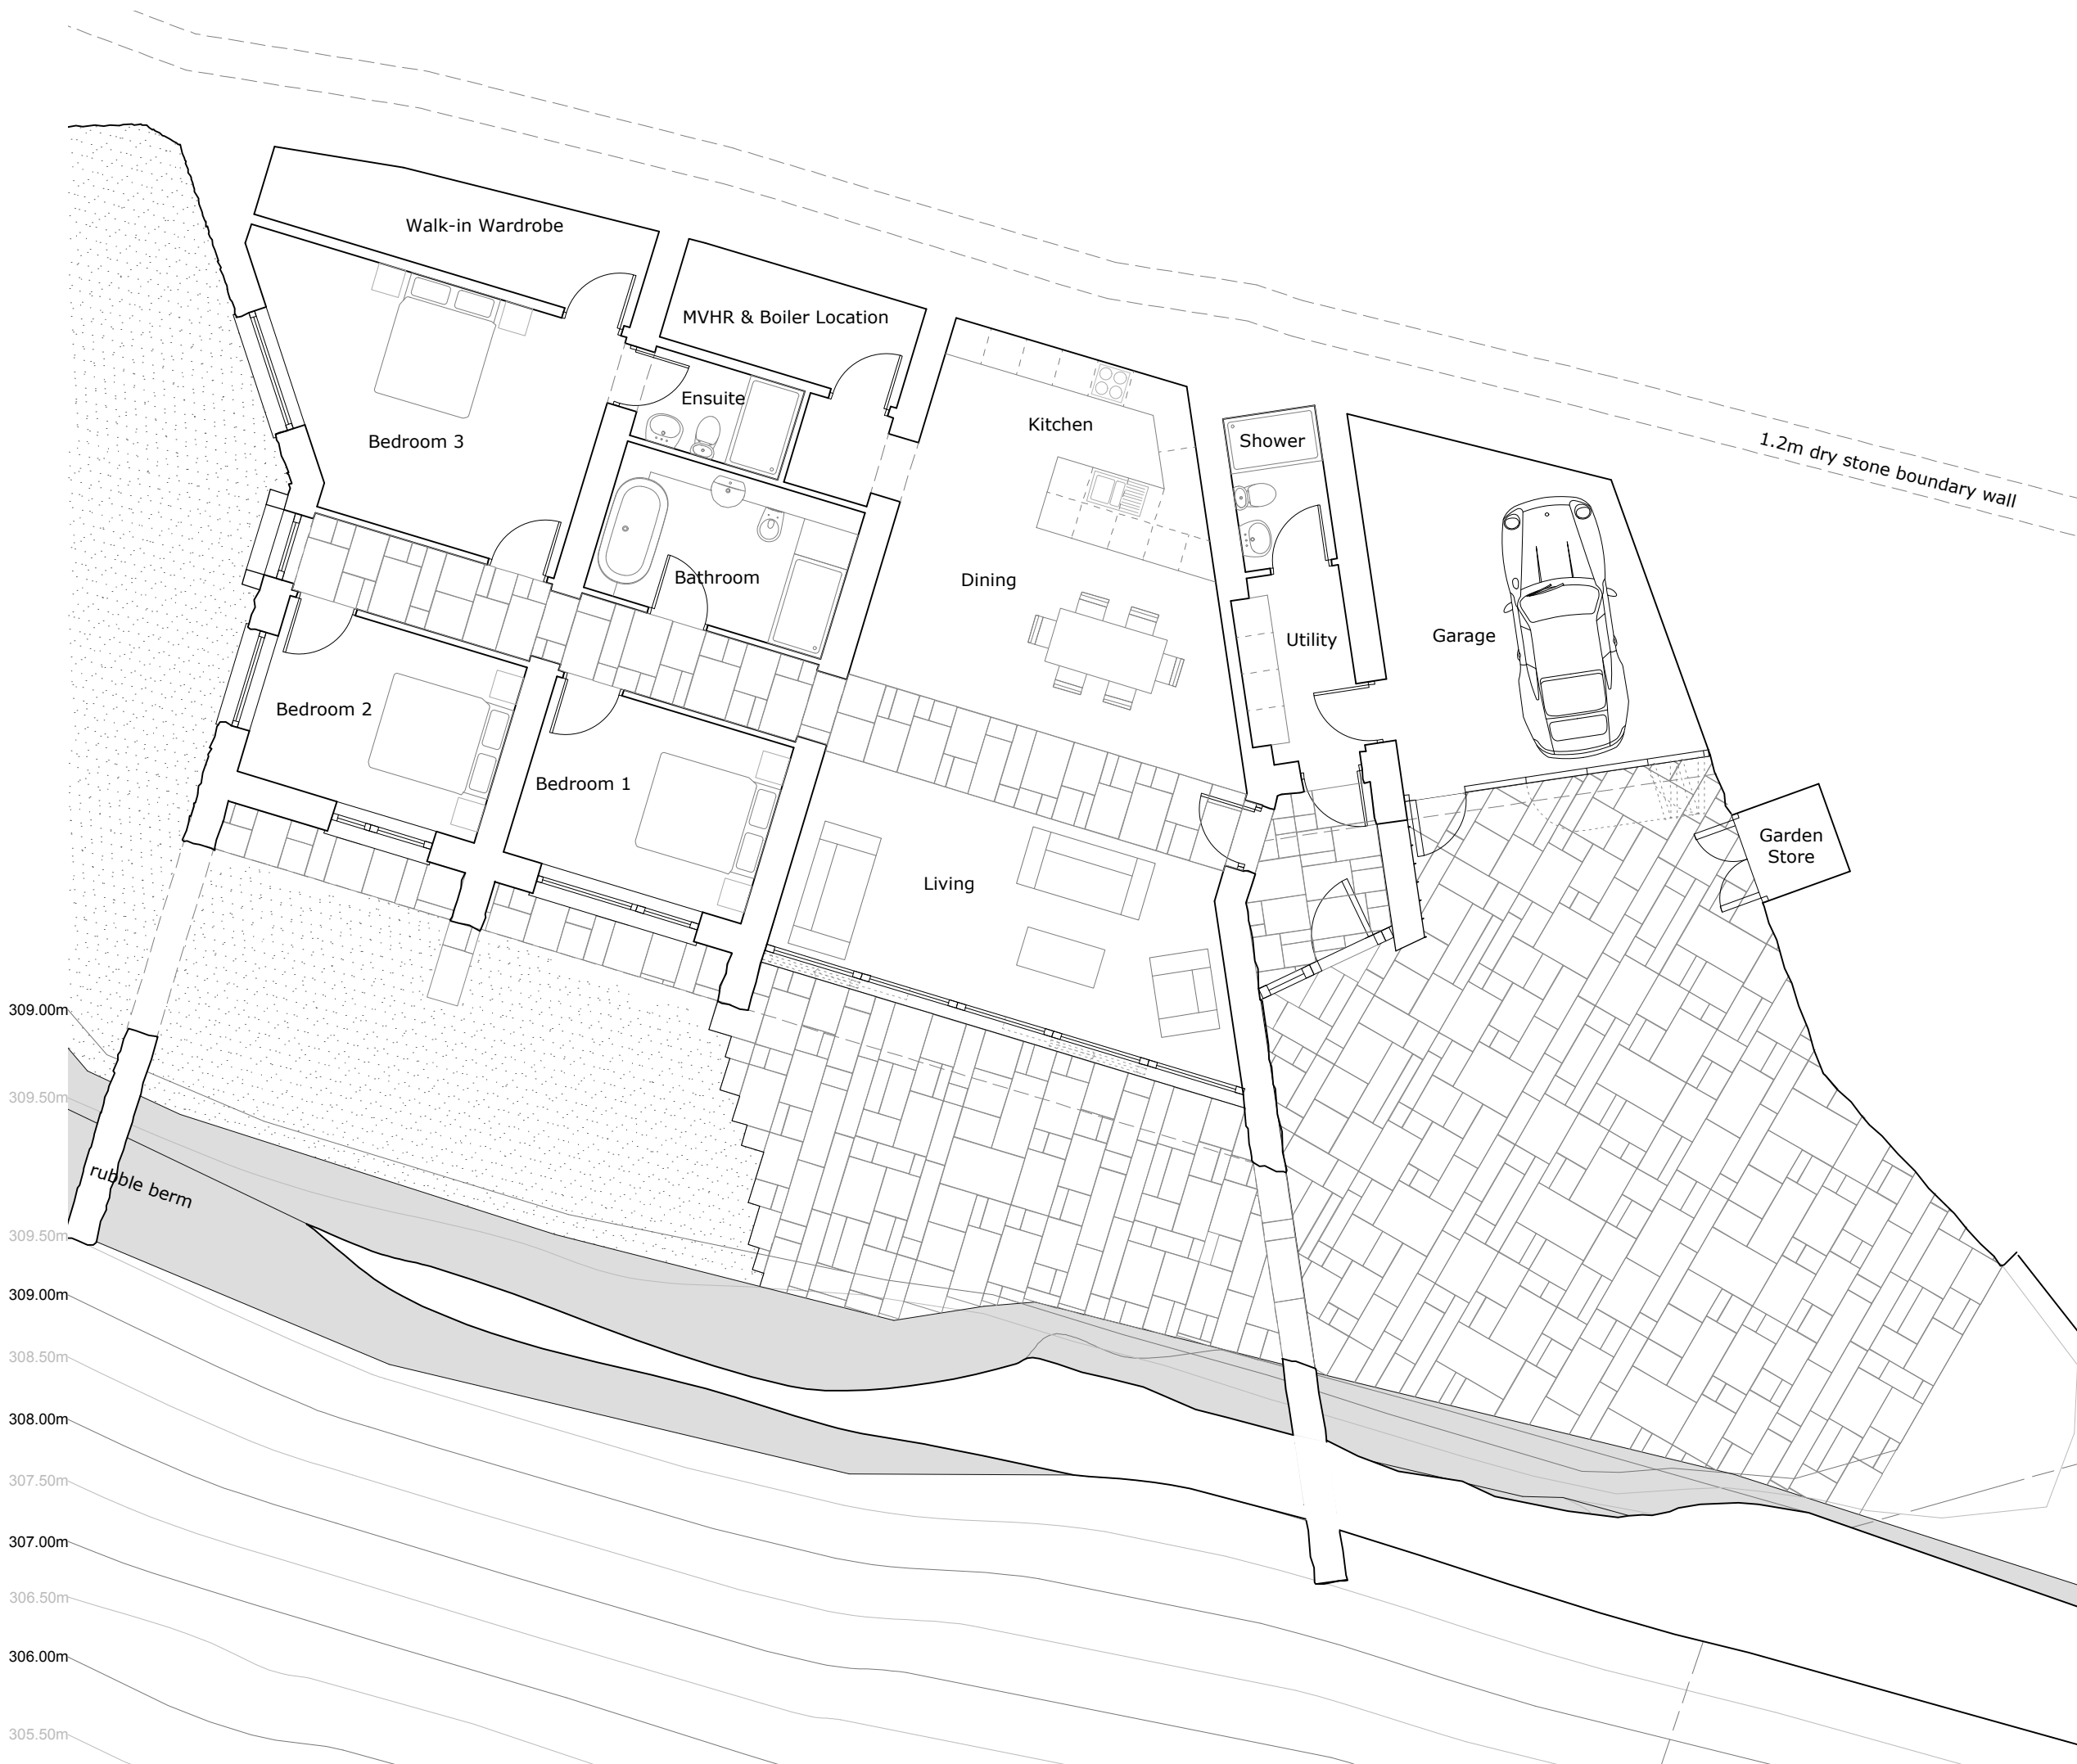 Walk-in Wardrobe
MVHR & Boiler Location
Ensuite
Kitchen
Bedroom 3
Shower
1.2m dry stone boundary wall
Bathroom
Dining
Utility
Garage
Bedroom 2
Bedroom 1
Garden
Store
Living
309.00m
309.50m
rubble berm
309.50m
309.00m
308.50m
308.00m
307.50m
307.00m
306.50m
306.00m
305.50m